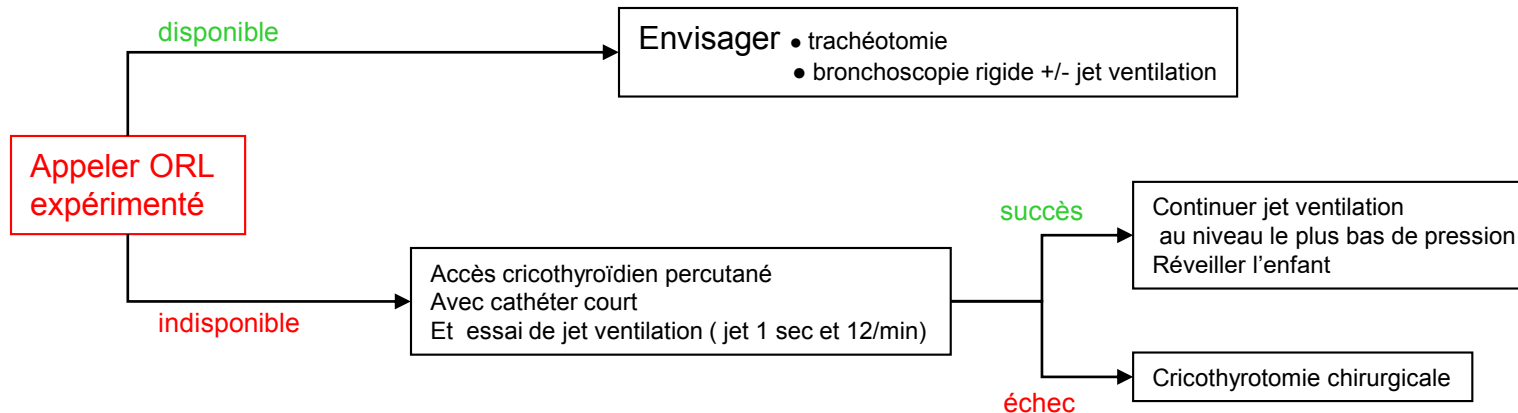 disponible
Envisager ● trachéotomie
● bronchoscopie rigide +/- jet ventilation
Appeler ORL
expérimenté
indisponible
Accès cricothyroïdien percutané
Avec cathéter court
Et essai de jet ventilation ( jet 1 sec et 12/min)
succès
Continuer jet ventilation
au niveau le plus bas de pression
Réveiller l’enfant
échec
Cricothyrotomie chirurgicale